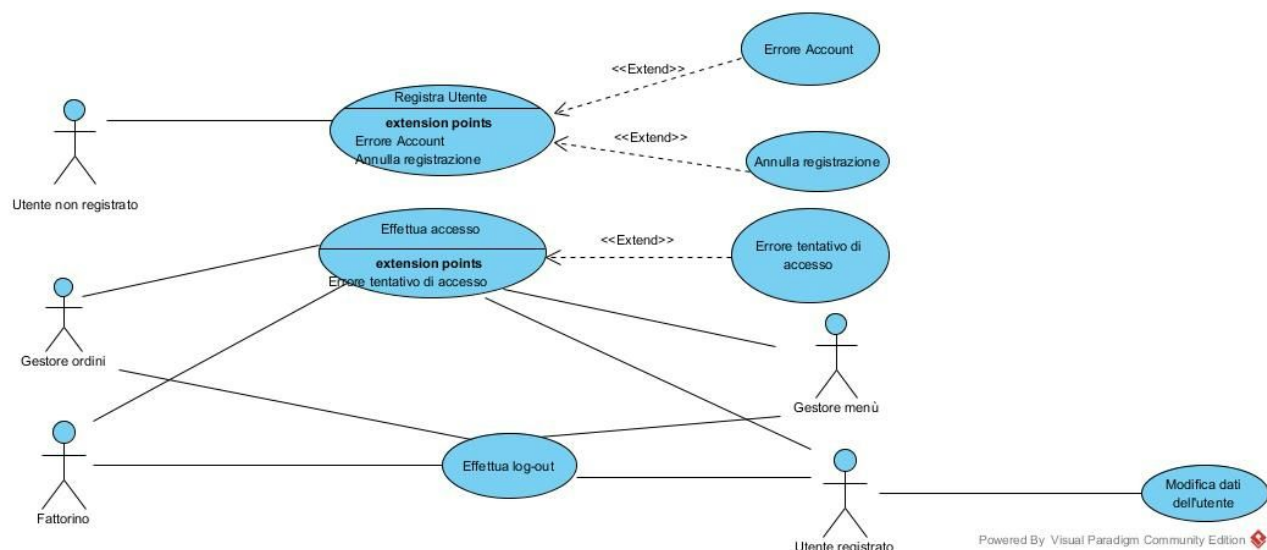 Errore Account
<<Extend>>
Registra Utente
extension points
Errore Account
Annulla registrazione
<<Extend>>
Annulla registrazione
Utente non registrato
Effettua accesso
extension points
Errore tentativo di accesso
<<Extend>>
Errore tentativo di
accesso
Gestore ordini
Gestore menù
Effettua log-out
Fattorino
Utente registrato
Modifica dati
dell'utente
Powered By Visual Paradigm Community Edition